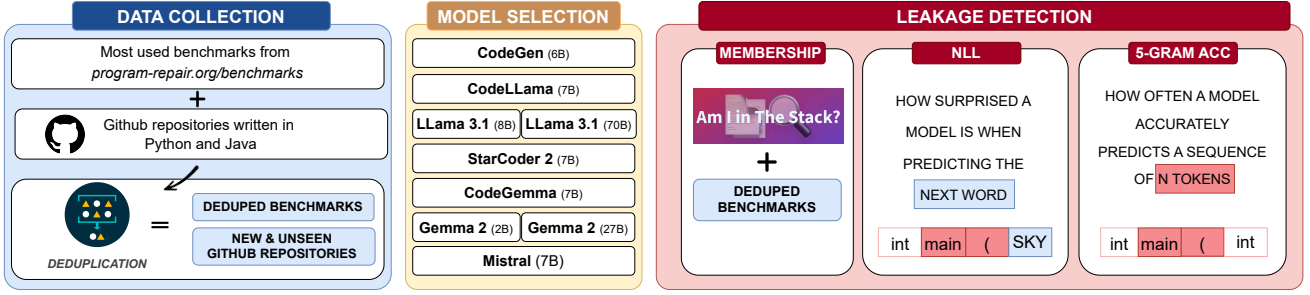 DATA COLLECTION
Most used benchmarks from
program-repair.org/benchmarks
+
Github repositories written in
Python and Java
DEDUPLICATION
=
DEDUPED BENCHMARKS
NEW & UNSEEN
GITHUB REPOSITORIES
MODEL SELECTION
CodeGen (6B)
CodeLLama (7B)
LLama 3.1 (8B) LLama 3.1 (70B)
StarCoder 2 (7B)
CodeGemma (7B)
Gemma 2 (2B) Gemma 2 (27B)
Mistral (7B)
LEAKAGE DETECTION
MEMBERSHIP
Am I in The Stack?
+
DEDUPED
BENCHMARKS
NLL
HOW SURPRISED A
MODEL IS WHEN
PREDICTING THE
NEXT WORD
int main ( SKY
5-GRAM ACC
HOW OFTEN A MODEL
ACCURATELY
PREDICTS A SEQUENCE
OF N TOKENS
int main ( int